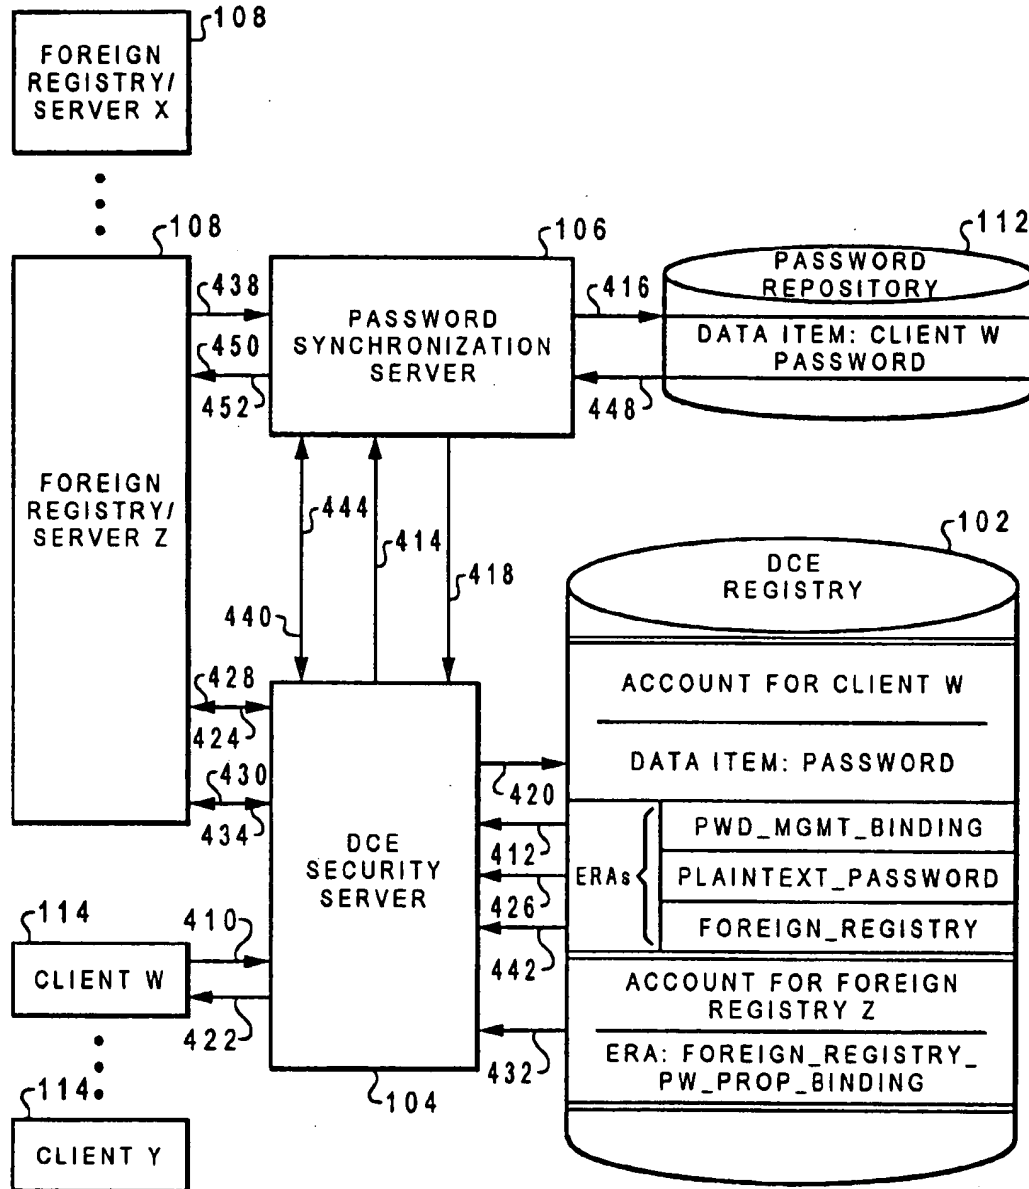 108
FOREIGN
REGISTRY/
SERVER X
108
FOREIGN
REGISTRY/
SERVER Z
106
PASSWORD
SYNCHRONIZATION
SERVER
112
PASSWORD
REPOSITORY
DATA ITEM: CLIENT W
PASSWORD
438
450
452
416
448
444
414
418
440
428
424
430
434
DCE
SECURITY
SERVER
104
102
DCE
REGISTRY
ACCOUNT FOR CLIENT W
DATA ITEM: PASSWORD
ERAs
PWD_MGMT_BINDING
PLAINTEXT_PASSWORD
FOREIGN_REGISTRY
ACCOUNT FOR FOREIGN
REGISTRY Z
ERA: FOREIGN_REGISTRY_
PW_PROP_BINDING
420
412
426
442
432
114
CLIENT W
410
422
114
CLIENT Y